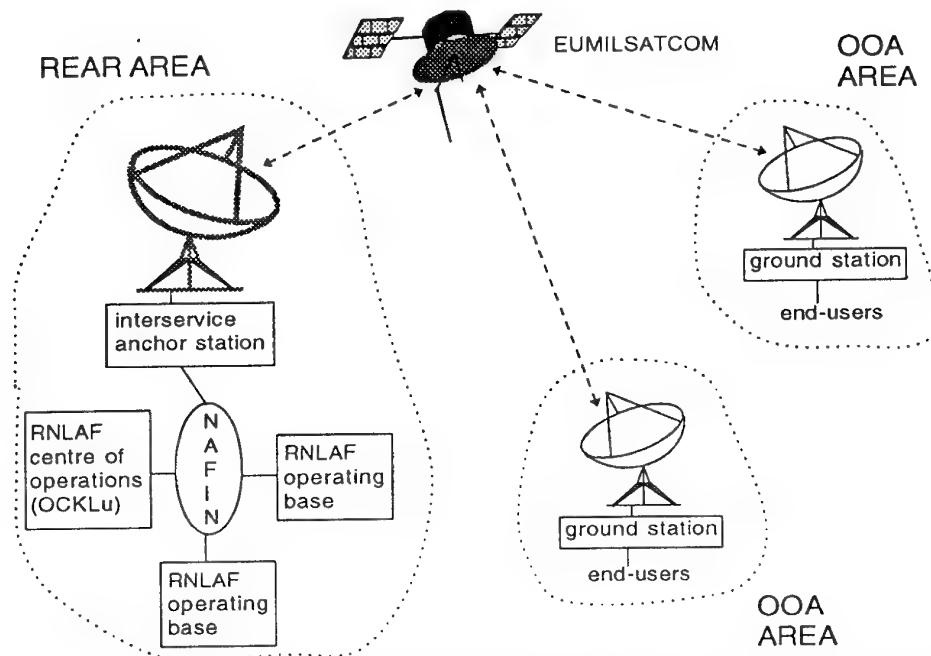 EUMILSATCOM
REAR AREA
OOA
AREA
interservice
anchor station
NAFIN
RNLAF
centre of
operations
(OCKLu)
RNLAF
operating
base
RNLAF
operating
base
ground station
end-users
ground station
end-users
OOA
AREA